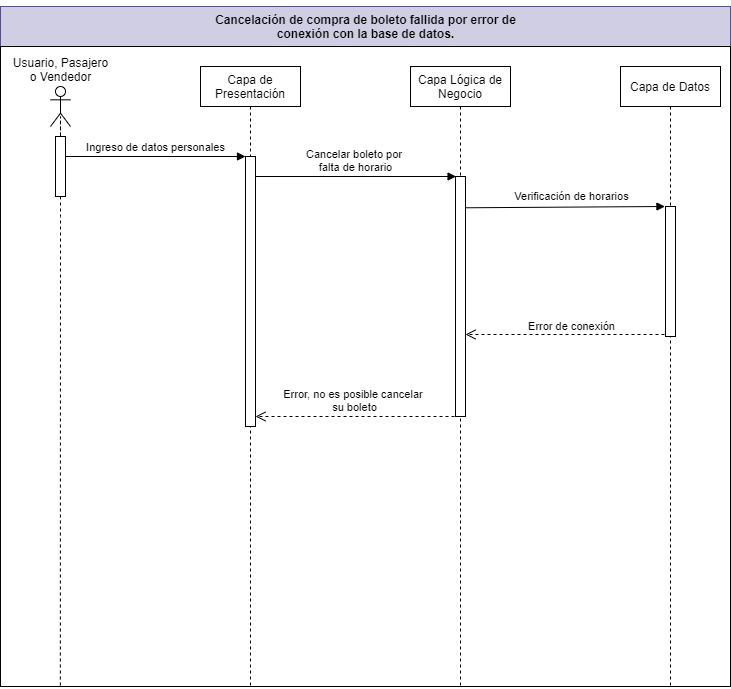 Cancelación de compra de boleto fallida por error de
conexión con la base de datos.
Usuario, Pasajero
o Vendedor
Capa de
Presentación
Capa Lógica de
Negocio
Capa de Datos
Ingreso de datos personales
Cancelar boleto por
falta de horario
Verificación de horarios
Error de conexión
Error, no es posible cancelar
su boleto